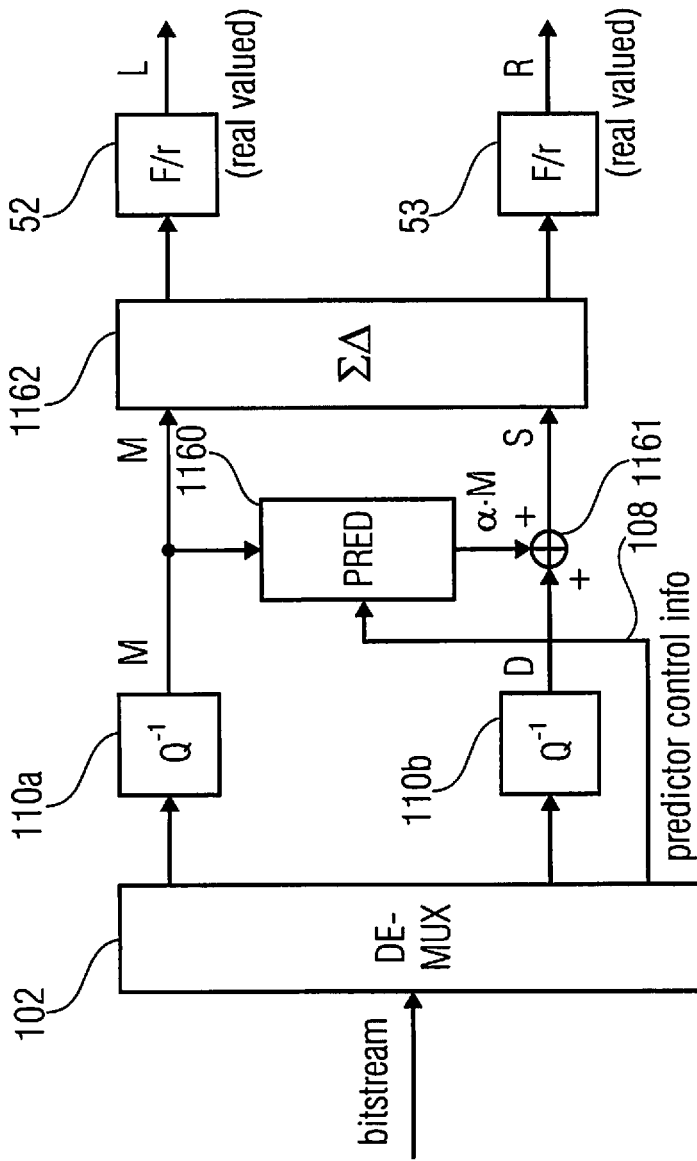 bitstream
102
DE-
MUX
110a
Q⁻¹
M
110b
Q⁻¹
D
predictor control info
108
M
1160
PRED
α·M
+
+
S
1161
1162
ΣΔ
52
F/r
L
(real valued)
53
F/r
R
(real valued)